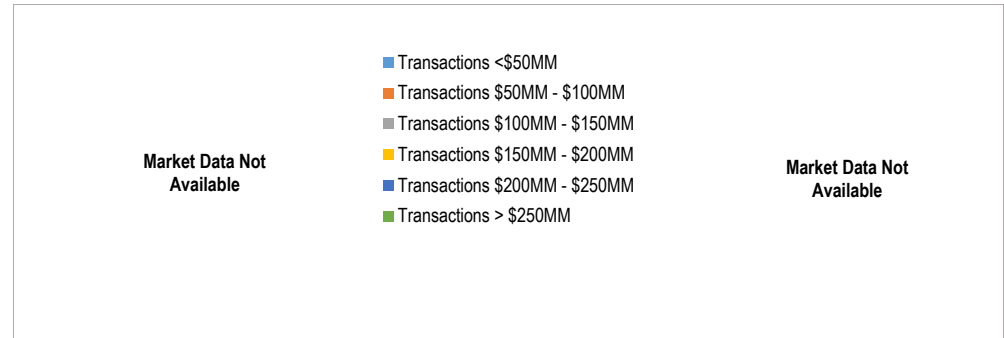 Market Data Not
Available
Transactions <$50MM
Transactions $50MM - $100MM
Transactions $100MM - $150MM
Transactions $150MM - $200MM
Transactions $200MM - $250MM
Transactions > $250MM
Market Data Not
Available